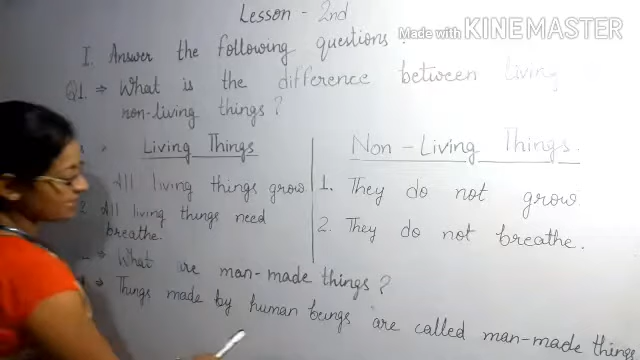 Lesson - 2nd
Made with KINEMASTER
I. Answer the following questions.
Q1. ⇒ What is the difference between living
non-living things?
Living Things
Non-Living Things.
All living things grow
1. They do not grow
2 All living things need
breathe.
2. They do not breathe.
⇒ What are man-made things?
⇒ Things made by human beings are called man-made things